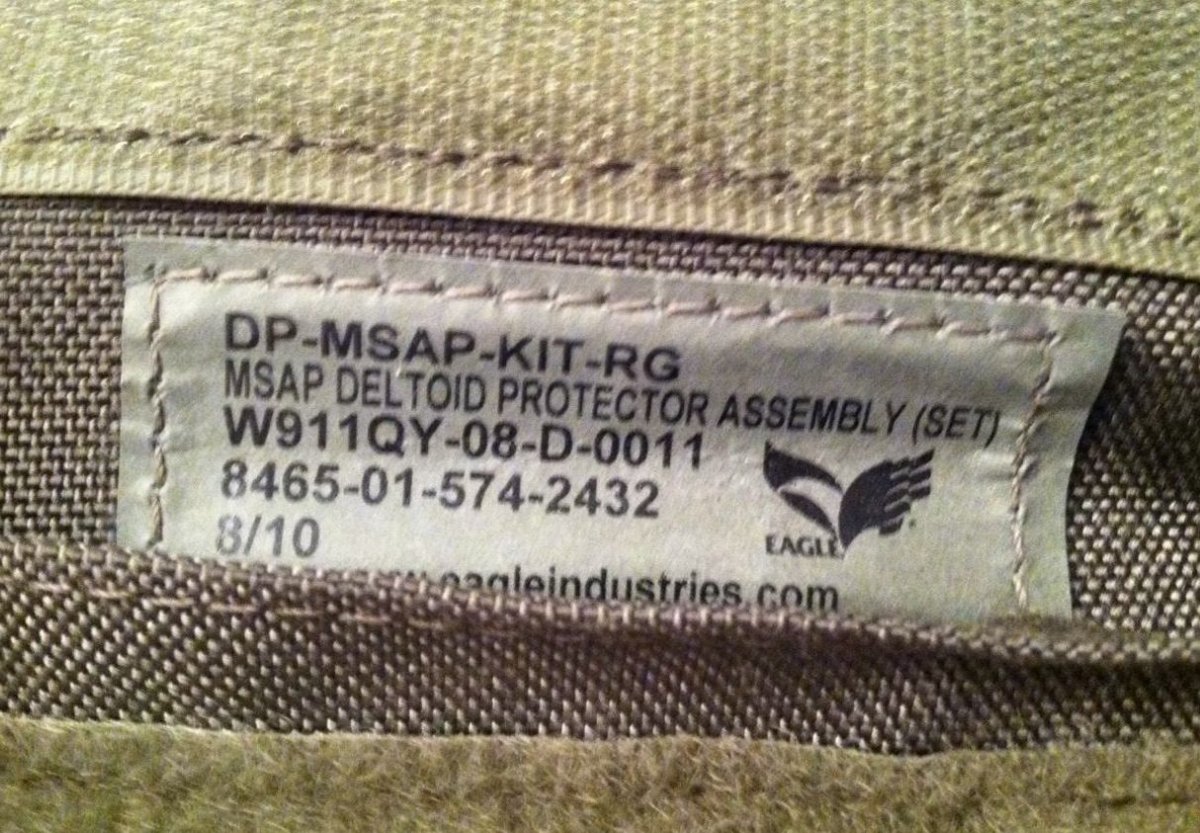 DP-MSAP-KIT-RG
MSAP DELTOID PROTECTOR ASSEMBLY (SET)
W911QY-08-D-0011
8465-01-574-2432
8/10
EAGLE
www.eagleindustries.com